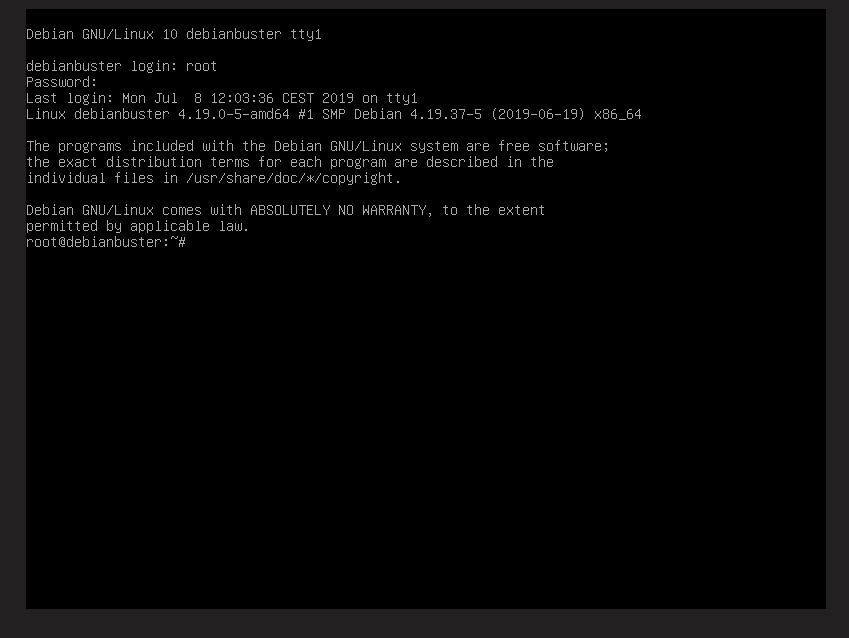 Debian GNU/Linux 10 debianbuster tty1
debianbuster login: root
Password:
Last login: Mon Jul  8 12:03:36 CEST 2019 on tty1
Linux debianbuster 4.19.0-5-amd64 #1 SMP Debian 4.19.37-5 (2019-06-19) x86_64
The programs included with the Debian GNU/Linux system are free software;
the exact distribution terms for each program are described in the
individual files in /usr/share/doc/*/copyright.
Debian GNU/Linux comes with ABSOLUTELY NO WARRANTY, to the extent
permitted by applicable law.
root@debianbuster:~#